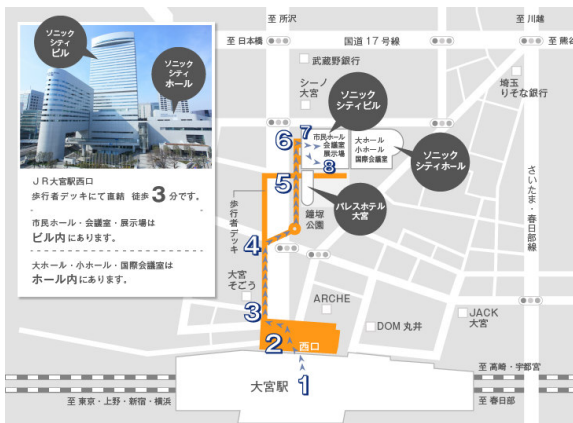 至 所沢
至 川越
至 日本橋
国道17号線
至 熊谷
ソニック
シティ
ビル
ソニック
シティ
ホール
武蔵野銀行
シーノ
大宮
ソニック
シティビル
埼玉
りそな銀行
6
7
市民ホール
会議室
展示場
大ホール
小ホール
国際会議室
8
ソニック
シティホール
JR大宮駅西口
歩行者デッキにて直結 徒歩3分です。
市民ホール・会議室・展示場は
ビル内にあります。
大ホール・小ホール・国際会議室は
ホール内にあります。
5
歩行者デッキ
鐘塚
公園
パレスホテル
大宮
さいたま・春日部線
4
大宮
そごう
3
ARCHE
JACK
大宮
DOM 丸井
2
西口
1
大宮駅
至 高崎・宇都宮
至 東京・上野・新宿・横浜
至 春日部